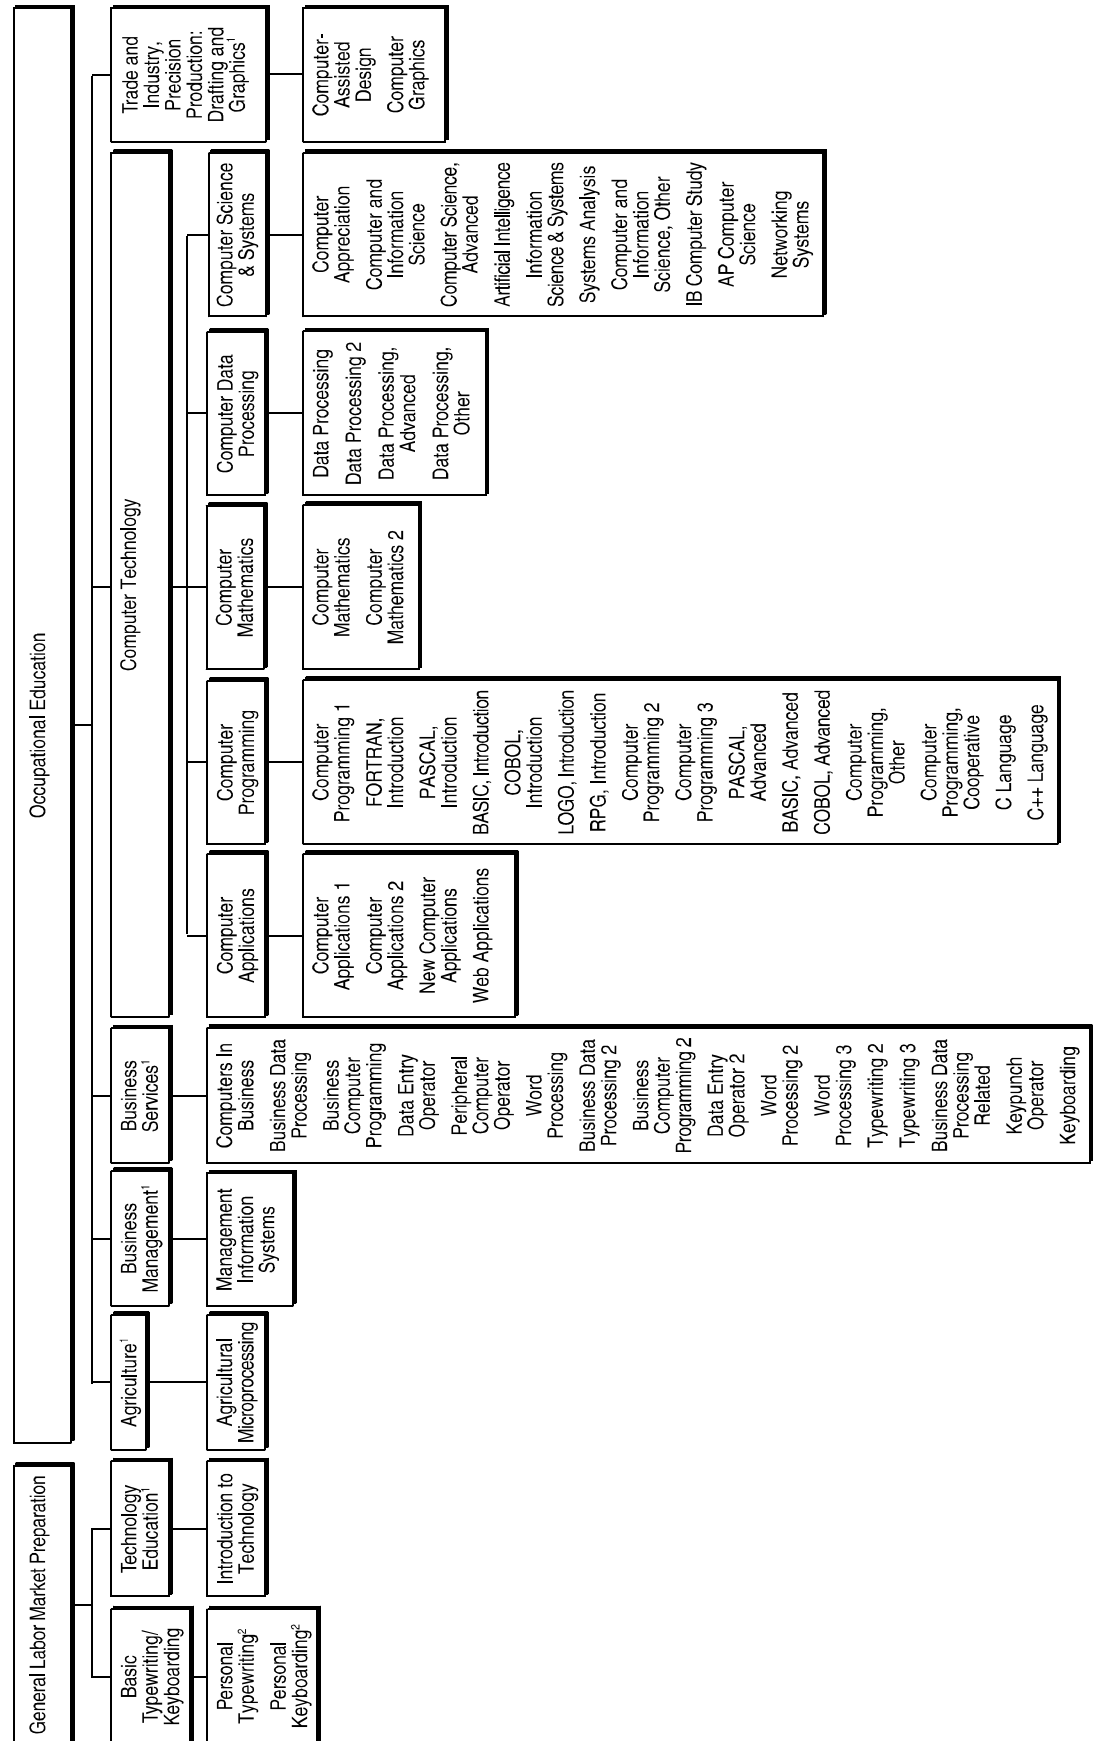 General Labor Market Preparation
Basic
Typewriting/
Keyboarding
Personal
Typewriting²
Personal
Keyboarding²
Technology
Education¹
Introduction to
Technology
Occupational Education
Agriculture¹
Agricultural
Microprocessing
Business
Management¹
Management
Information
Systems
Business
Services¹
Computers In
Business
Business Data
Processing
Business
Computer
Programming
Data Entry
Operator
Peripheral
Computer
Operator
Word
Processing
Business Data
Processing 2
Business
Computer
Programming 2
Data Entry
Operator 2
Word
Processing 2
Word
Processing 3
Typewriting 2
Typewriting 3
Business Data
Processing
Related
Keypunch
Operator
Keyboarding
Computer Technology
Computer
Applications
Computer
Applications 1
Computer
Applications 2
New Computer
Applications
Web Applications
Computer
Programming
Computer
Programming 1
FORTRAN,
Introduction
PASCAL,
Introduction
BASIC, Introduction
COBOL,
Introduction
LOGO, Introduction
RPG, Introduction
Computer
Programming 2
Computer
Programming 3
PASCAL,
Advanced
BASIC, Advanced
COBOL, Advanced
Computer
Programming,
Other
Computer
Programming,
Cooperative
C Language
C++ Language
Computer
Mathematics
Computer
Mathematics
Computer
Mathematics 2
Computer Data
Processing
Data Processing
Data Processing 2
Data Processing,
Advanced
Data Processing,
Other
Computer Science
& Systems
Computer
Appreciation
Computer and
Information
Science
Computer Science,
Advanced
Artificial Intelligence
Information
Science & Systems
Systems Analysis
Computer and
Information
Science, Other
IB Computer Study
AP Computer
Science
Networking
Systems
Trade and
Industry,
Precision
Production:
Drafting and
Graphics¹
Computer-
Assisted
Design
Computer
Graphics